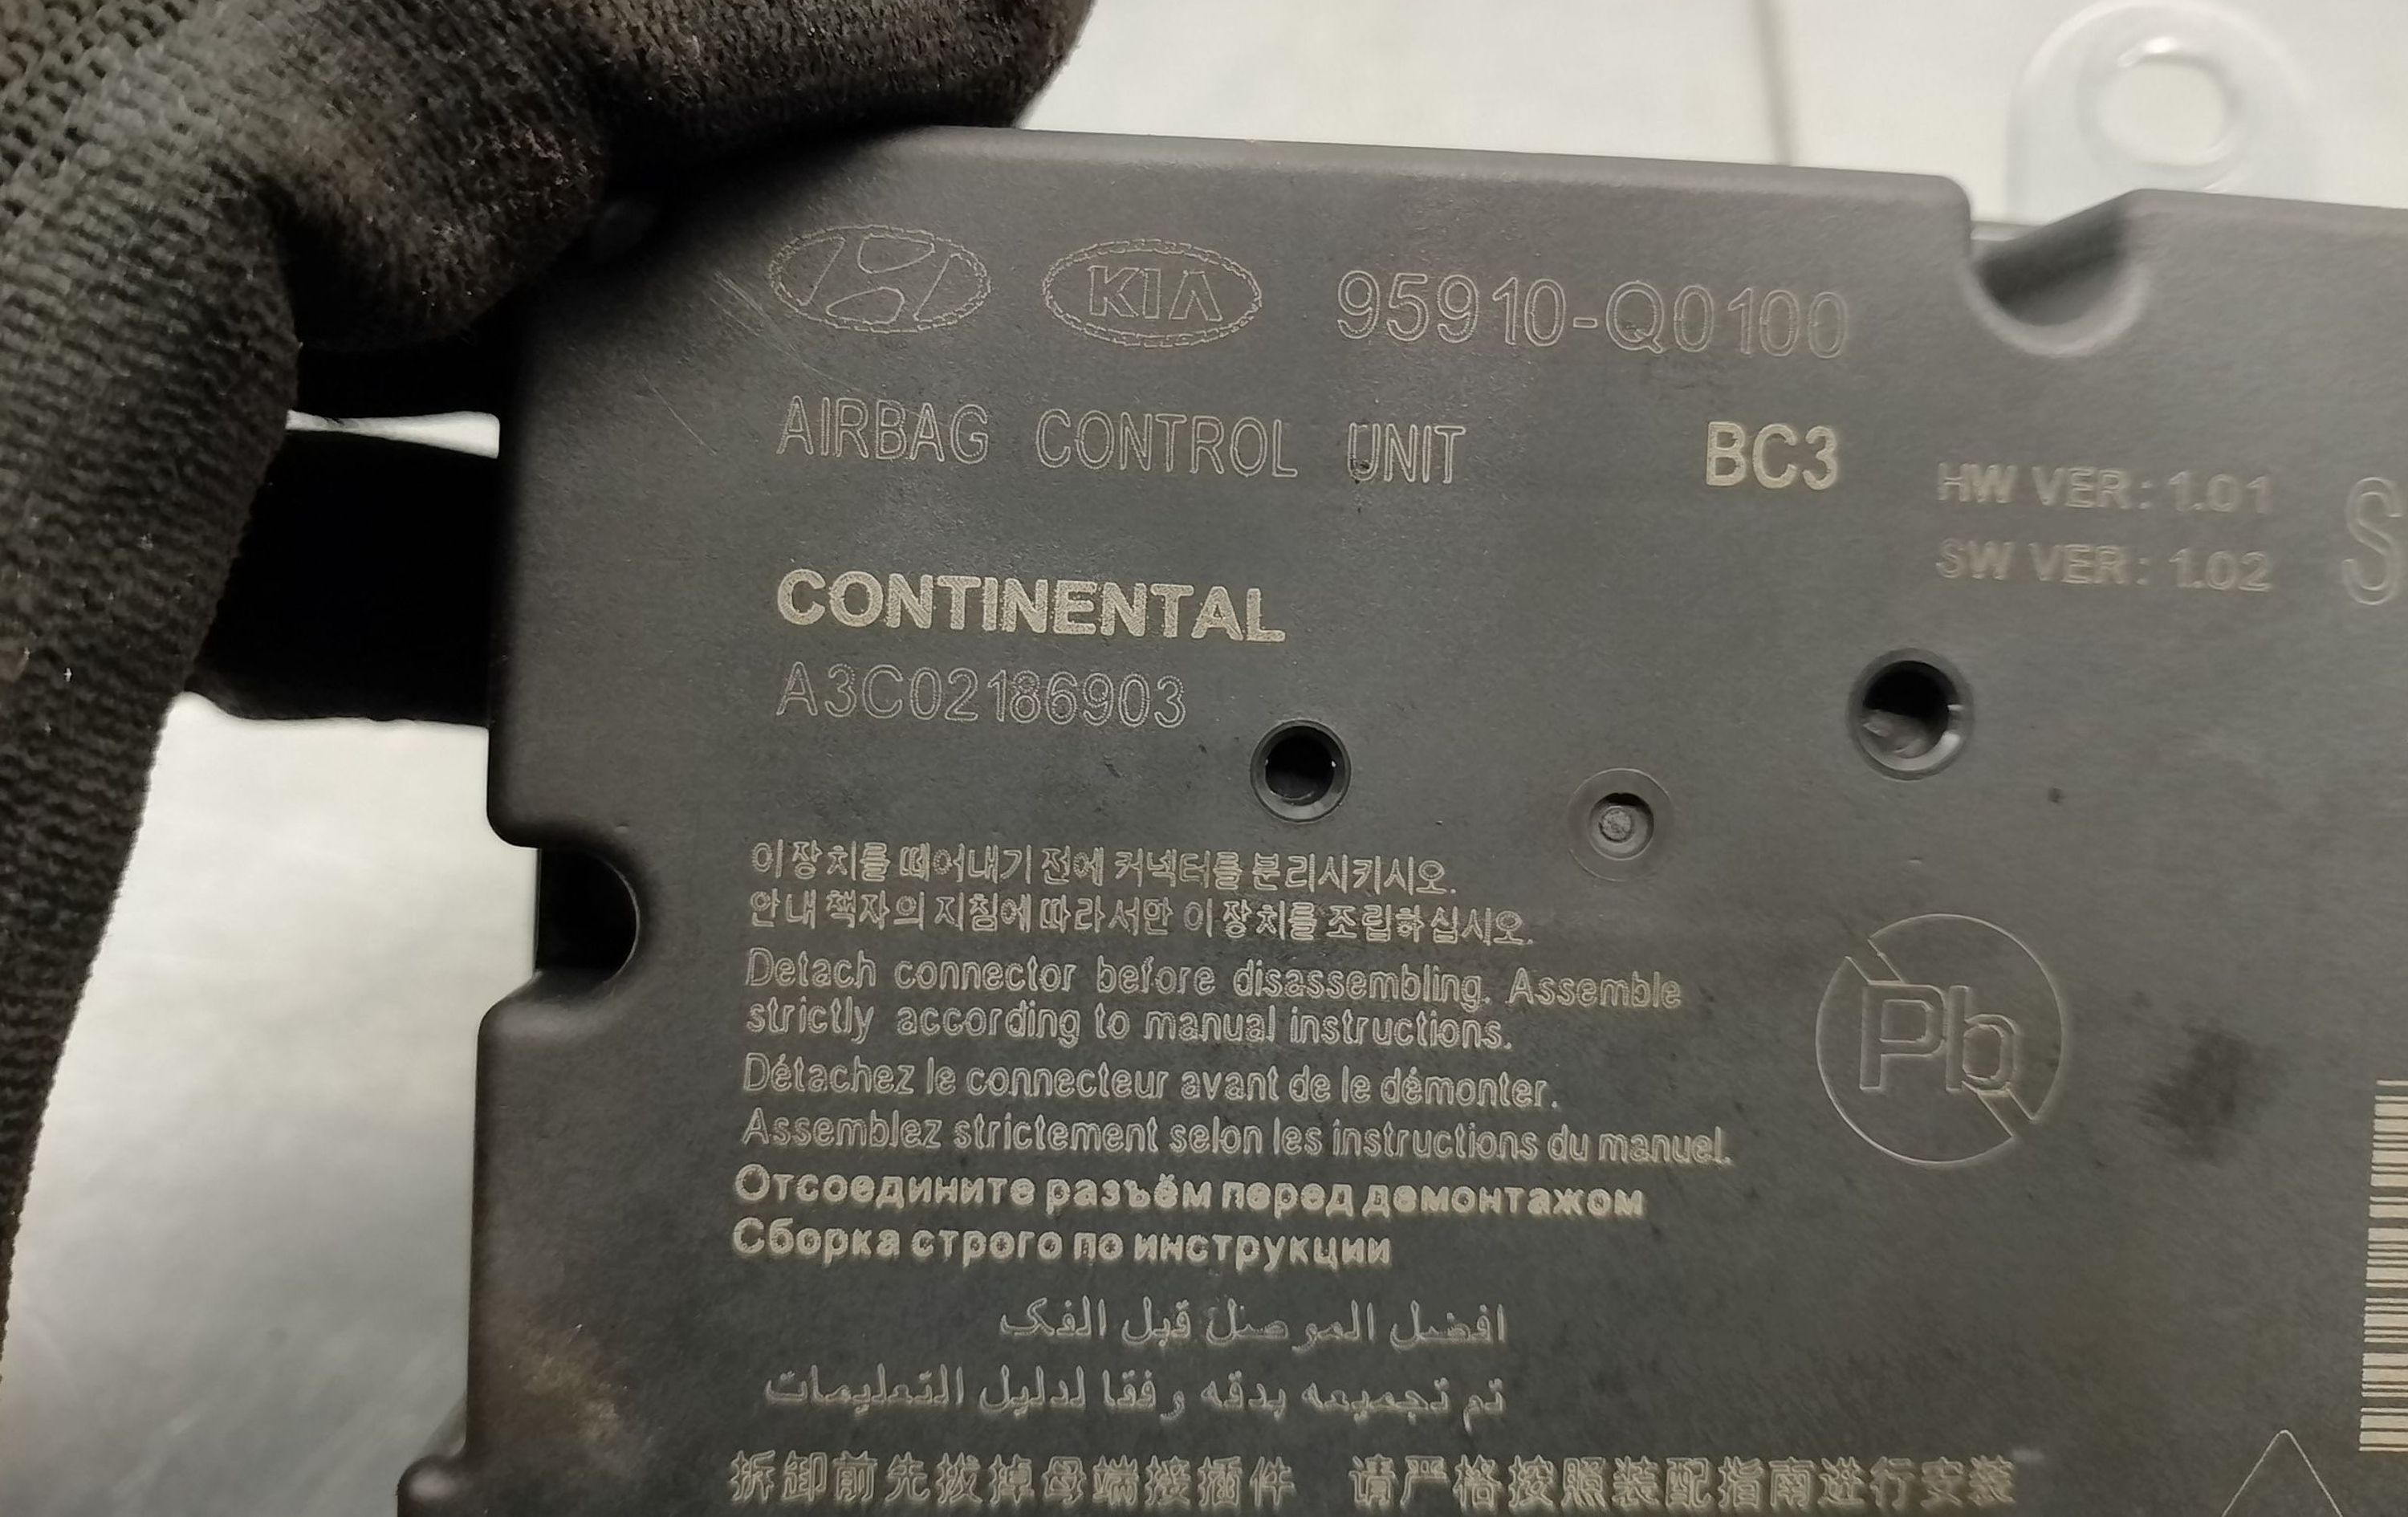 KIA 95910-Q0100
AIRBAG CONTROL UNIT BC3
HW VER: 1.01
SW VER: 1.02
S
CONTINENTAL
A3C02186903
이 장치를 떼어내기 전에 커넥터를 분리시키시오.
안내 책자의 지침에 따라서만 이 장치를 조립하십시오.
Detach connector before disassembling. Assemble
strictly according to manual instructions.
Détachez le connecteur avant de le démonter.
Assemblez strictement selon les instructions du manuel.
Отсоедините разъём перед демонтажом
Сборка строго по инструкции
افضل الموصل قبل الفك
تم تجميعه بدقه وفقا لدليل التعليمات
拆卸前先拔掉母端接插件 请严格按照装配指南进行安装
Pb